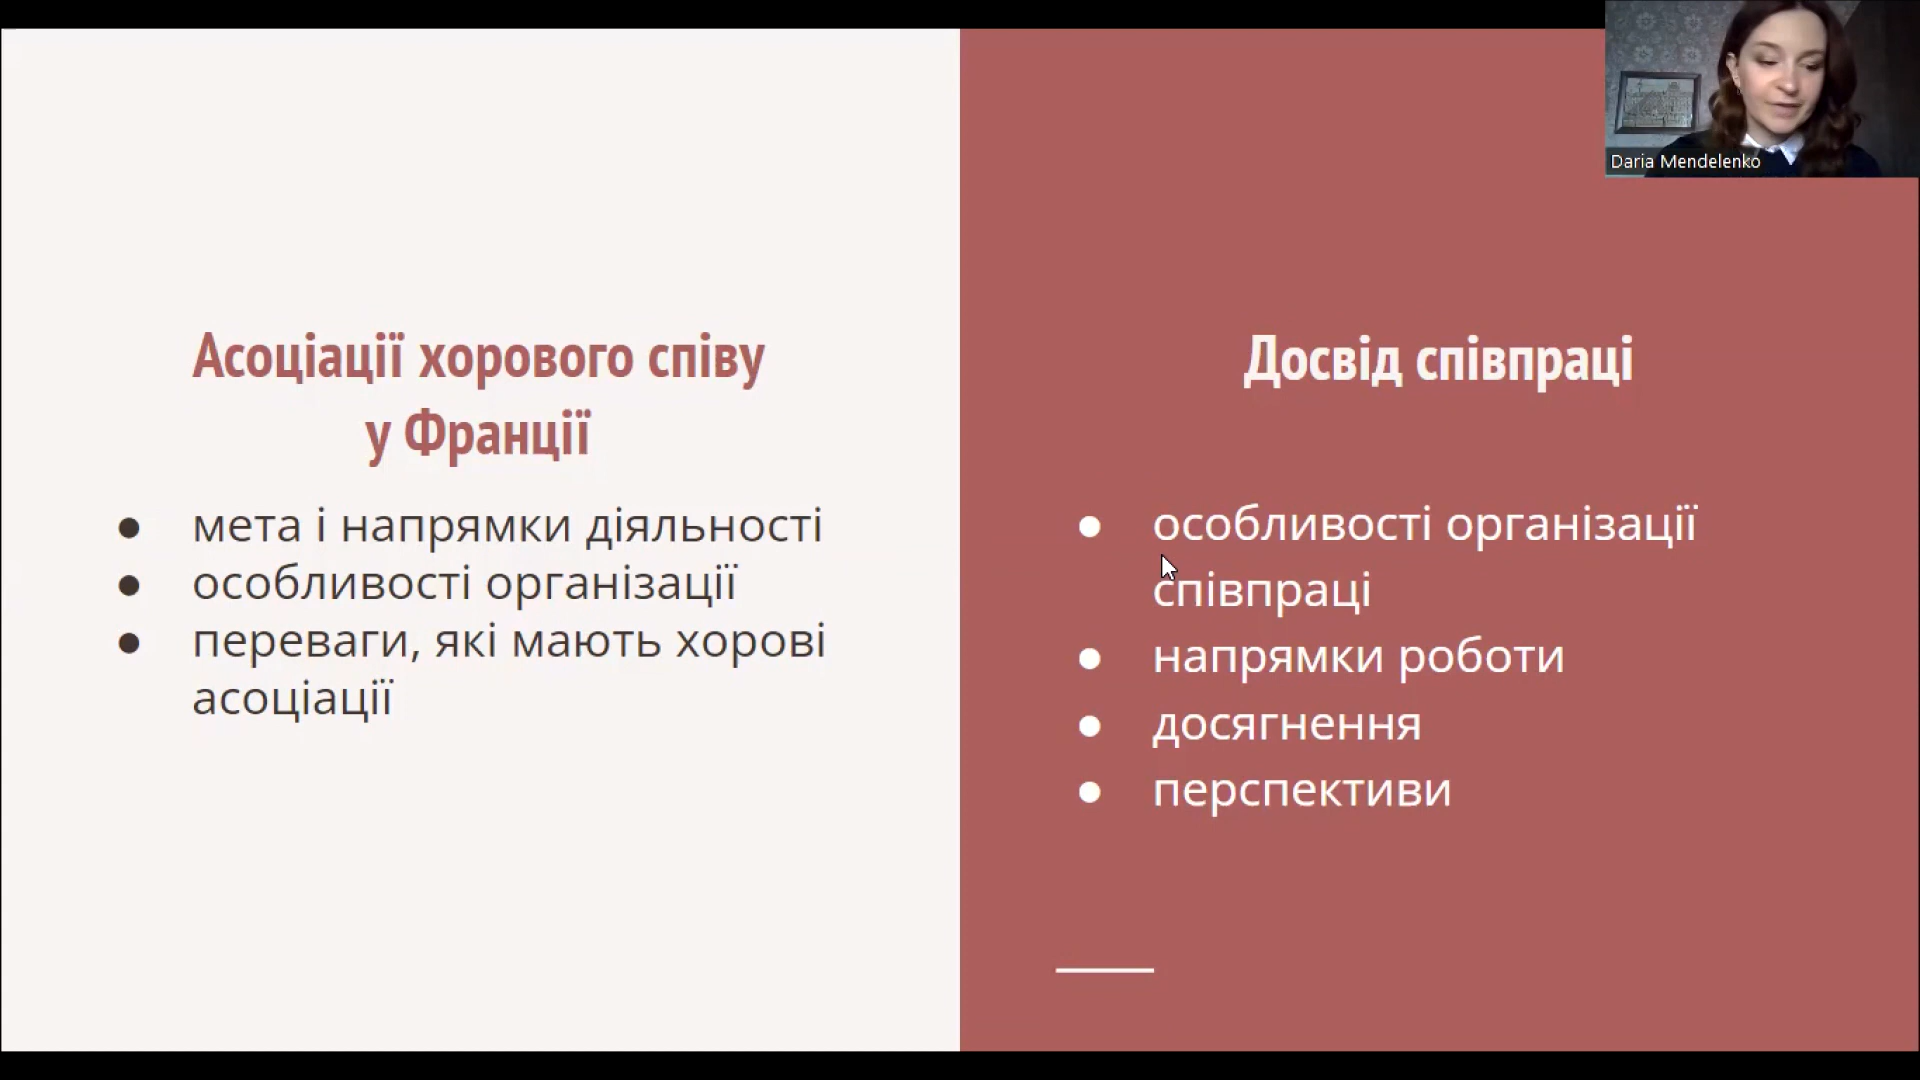 Асоціації хорового співу
у Франції
● мета і напрямки діяльності
● особливості організації
● переваги, які мають хорові
асоціації
Досвід співпраці
● особливості організації
співпраці
● напрямки роботи
● досягнення
● перспективи
Daria Mendelenko